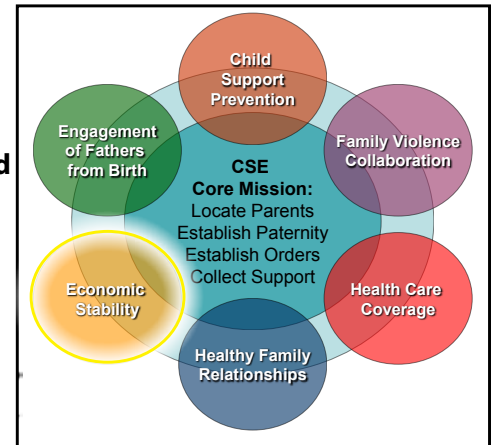 Child
Support
Prevention
Engagement
of Fathers
from Birth
Family Violence
Collaboration
d
CSE
Core Mission:
Locate Parents
Establish Paternity
Establish Orders
Collect Support
Economic
Stability
Health Care
Coverage
Healthy Family
Relationships